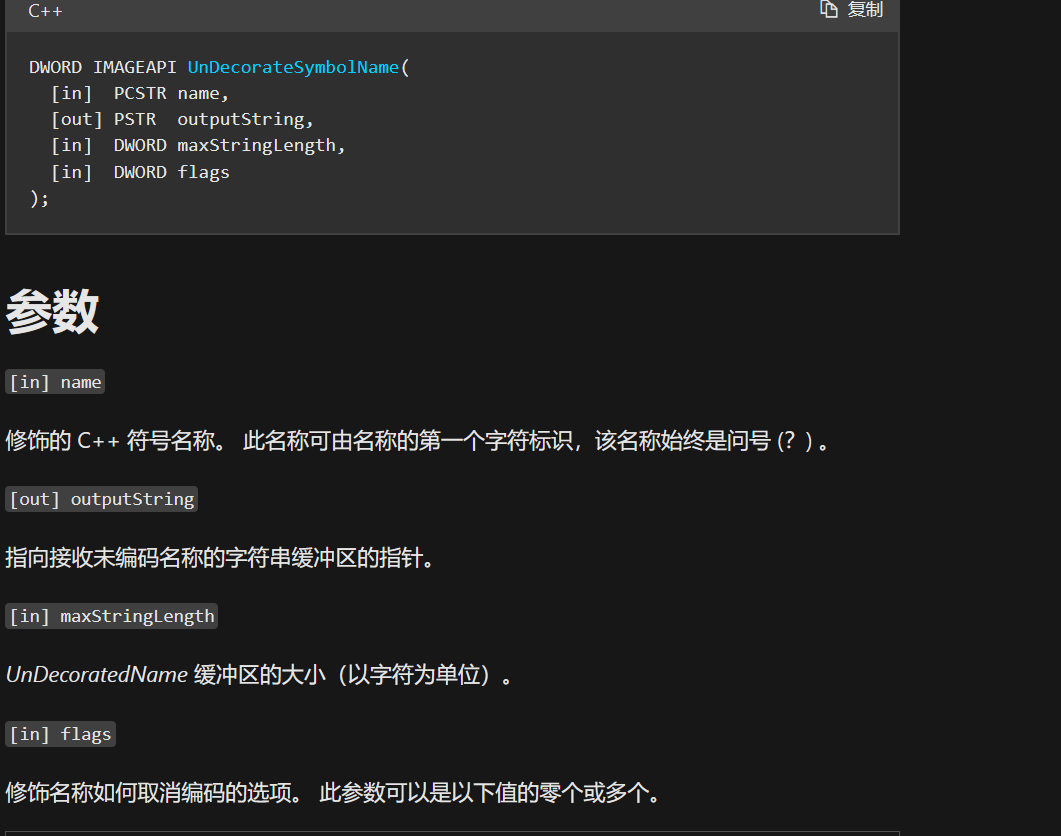 C++ 复制
DWORD IMAGEAPI UnDecorateSymbolName(
  [in]  PCSTR name,
  [out] PSTR  outputString,
  [in]  DWORD maxStringLength,
  [in]  DWORD flags
);
参数
[in] name
修饰的 C++ 符号名称。 此名称可由名称的第一个字符标识，该名称始终是问号 (？) 。
[out] outputString
指向接收未编码名称的字符串缓冲区的指针。
[in] maxStringLength
UnDecoratedName 缓冲区的大小（以字符为单位）。
[in] flags
修饰名称如何取消编码的选项。 此参数可以是以下值的零个或多个。